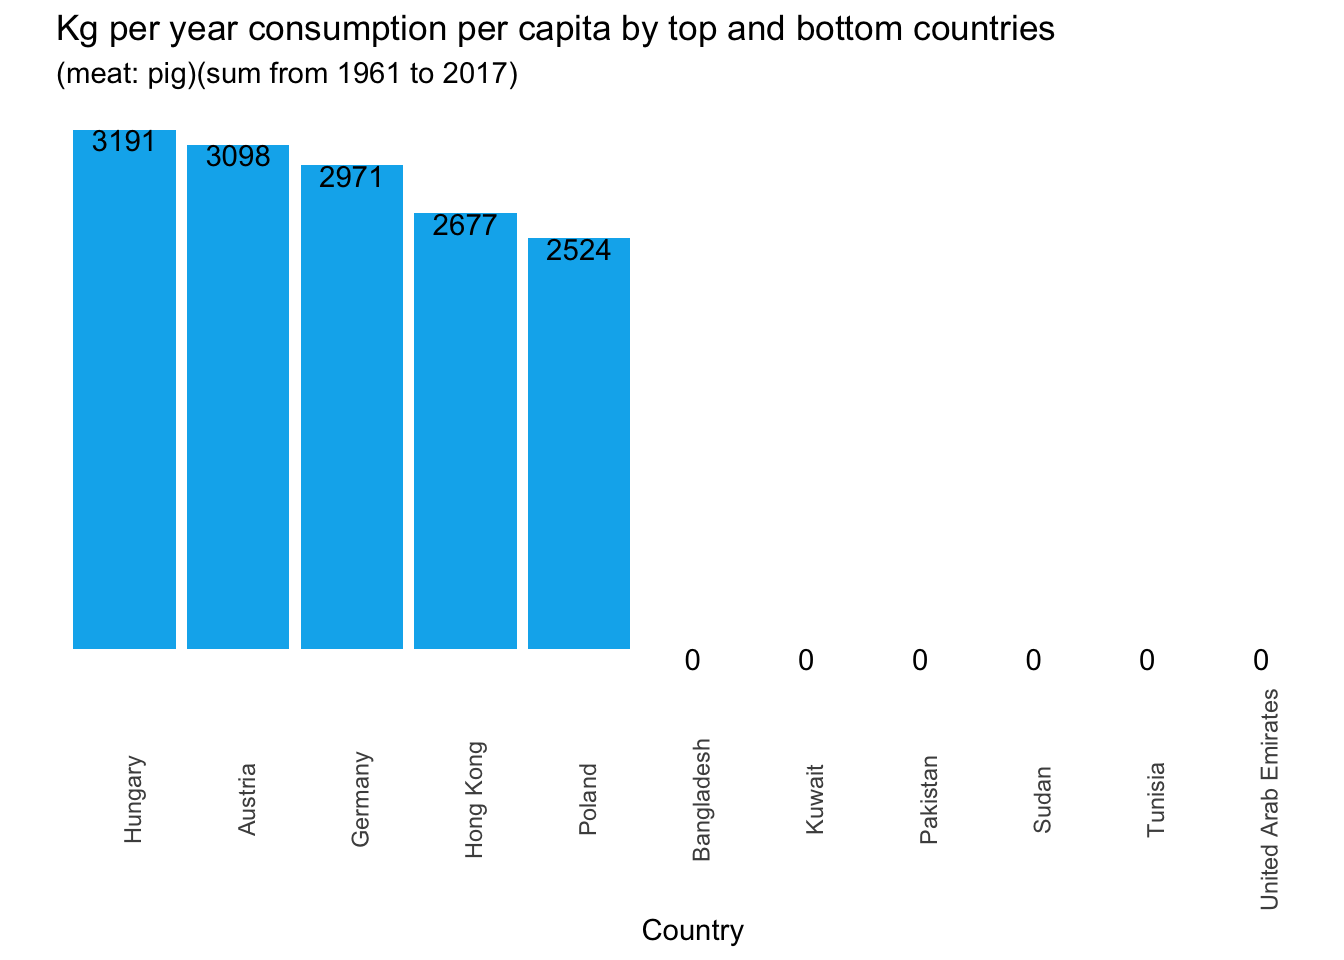 Kg per year consumption per capita by top and bottom countries
(meat: pig)(sum from 1961 to 2017)
3191
3098
2971
2677
2524
0
0
0
0
0
0
Hungary
Austria
Germany
Hong Kong
Poland
Bangladesh
Kuwait
Pakistan
Sudan
Tunisia
United Arab Emirates
Country